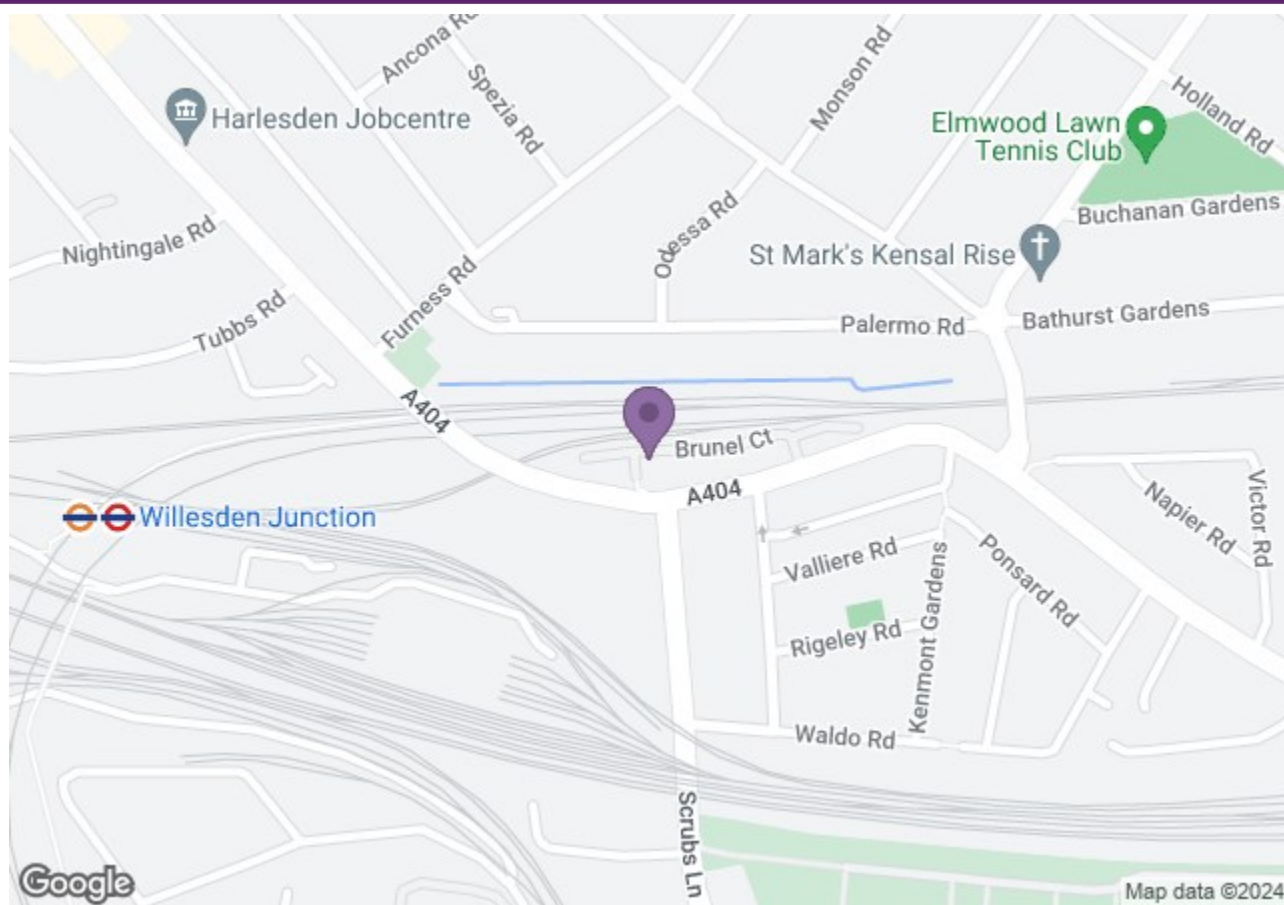 Ancona Rd
Spezia Rd
Monson Rd
Holland Rd
Harlesden Jobcentre
Elmwood Lawn
Tennis Club
Buchanan Gardens
Nightingale Rd
Odessa Rd
St Mark's Kensal Rise
Furness Rd
Tubbs Rd
Palermo Rd
Bathurst Gardens
A404
Brunel Ct
A404
Willesden Junction
Victor Rd
Napier Rd
Valliere Rd
Ponsard Rd
Kenmont Gardens
Rigeley Rd
Waldo Rd
Scrubs Ln
Google
Map data ©2024